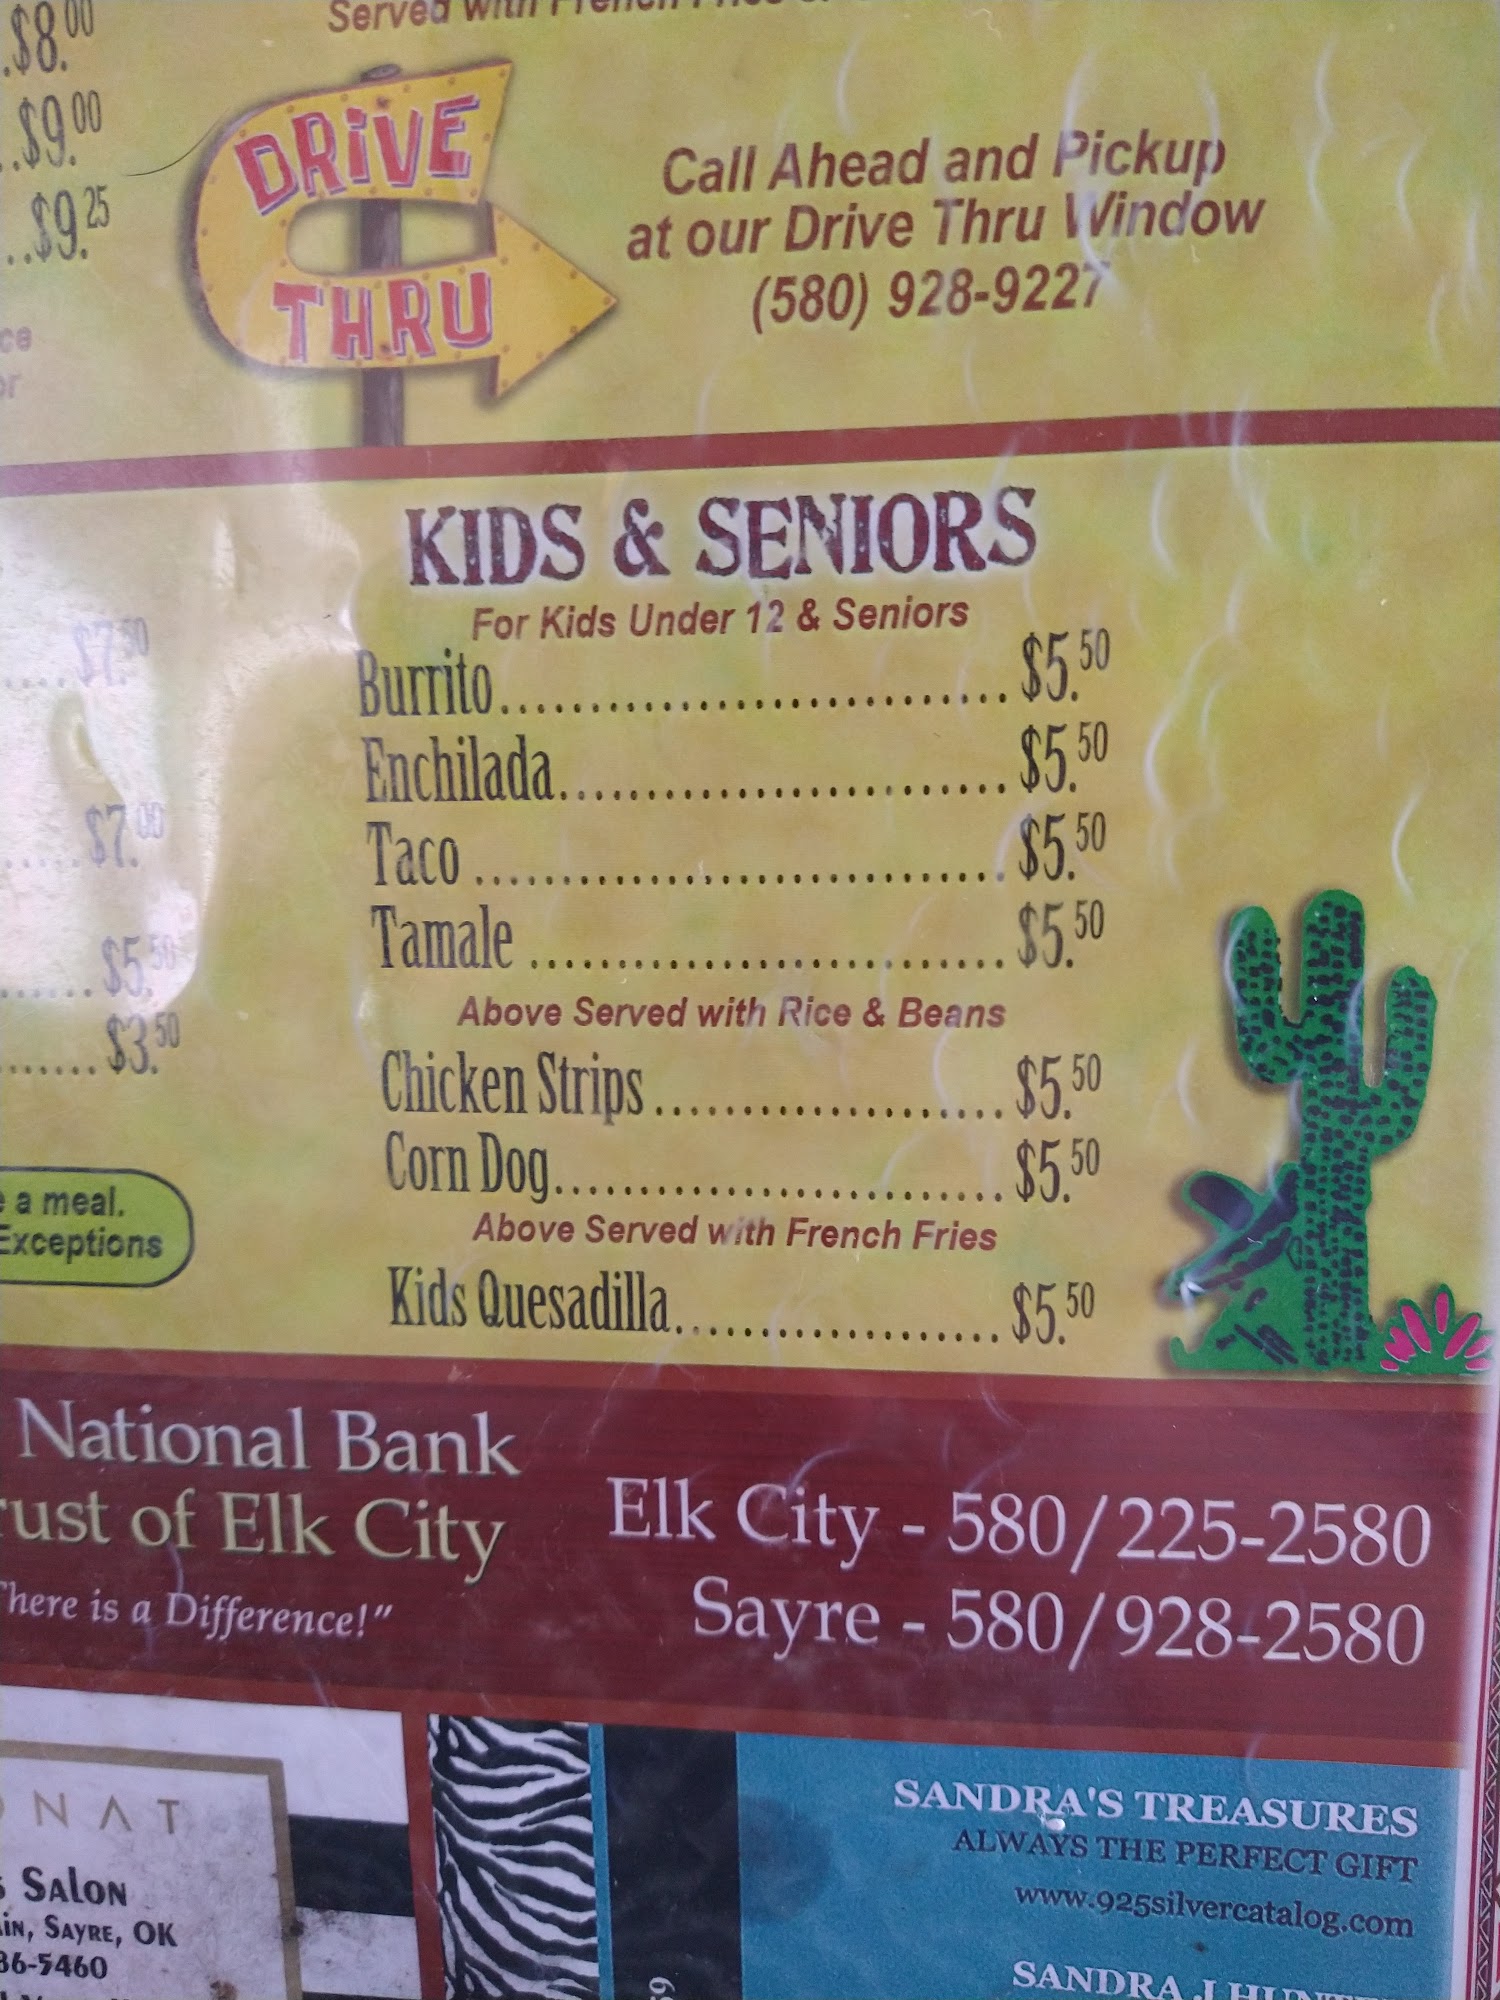 $8.00
Served with French
..$9.00
...$9.25
DRIVE
THRU
Call Ahead and Pickup
at our Drive Thru Window
(580) 928-9227
KIDS & SENIORS
For Kids Under 12 & Seniors
Burrito $5.50
Enchilada $5.50
Taco $5.50
Tamale $5.50
Above Served with Rice & Beans
Chicken Strips $5.50
Corn Dog $5.50
Above Served with French Fries
Kids Quesadilla $5.50
$7.50
$7.00
$5.50
$3.50
a meal.
Exceptions
National Bank
of Elk City
There is a Difference!"
Elk City - 580/225-2580
Sayre - 580/928-2580
SALON
SAYRE, OK
SANDRA'S TREASURES
ALWAYS THE PERFECT GIFT
www.925silvercatalog.com
SANDRA J